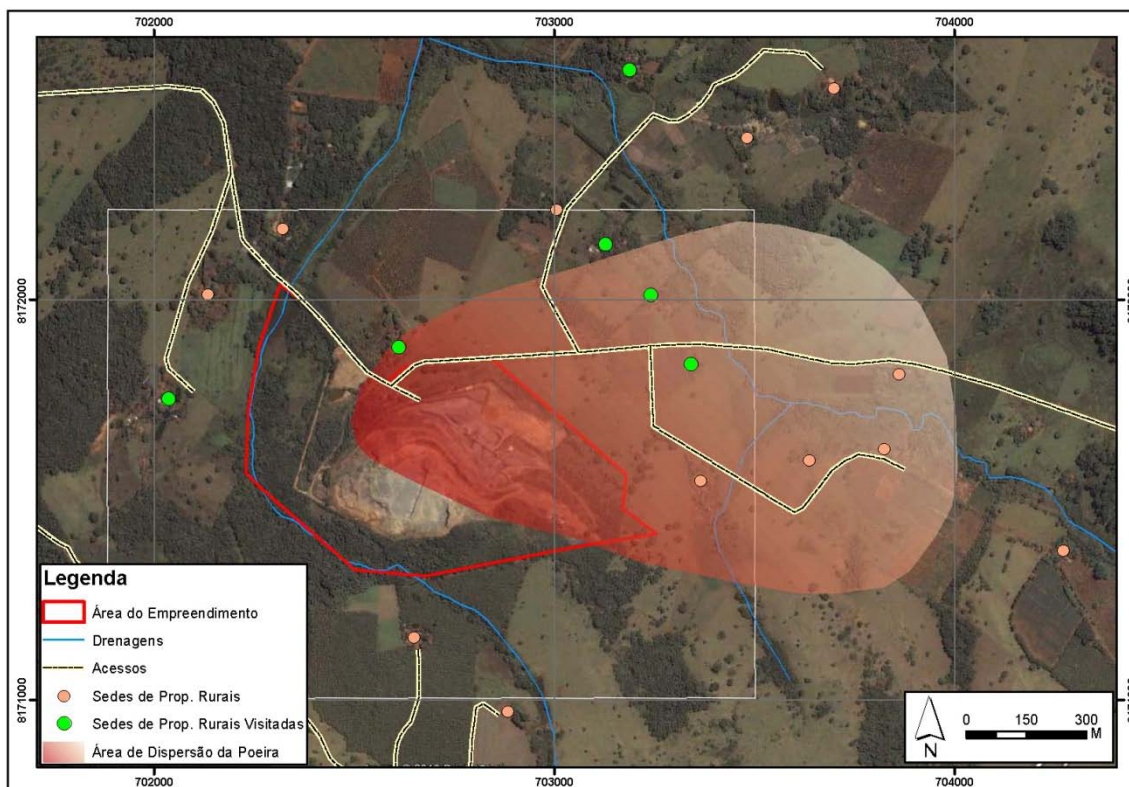 702000
703000
704000
8172000
Legenda
Área do Empreendimento
Drenagens
Acessos
Sedes de Prop. Rurais
Sedes de Prop. Rurais Visitadas
Área de Dispersão da Poeira
8171000
N
0 150 300
M
702000
703000
704000